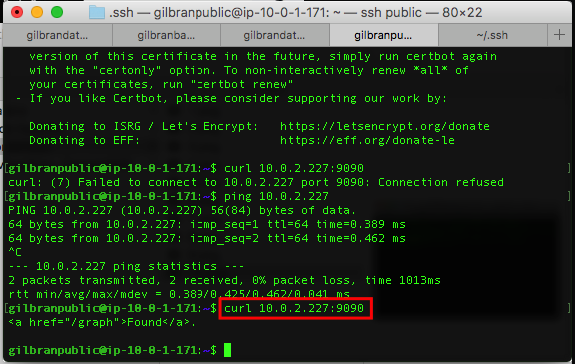 .ssh — gilbranpublic@ip-10-0-1-171: ~ — ssh public — 80×22
gilbrandat... gilbranba... gilbrandat... gilbranpu... ~/.ssh +
version of this certificate in the future, simply run certbot again
with the "certonly" option. To non-interactively renew *all* of
your certificates, run "certbot renew"
- If you like Certbot, please consider supporting our work by:
Donating to ISRG / Let's Encrypt: https://letsencrypt.org/donate
Donating to EFF: https://eff.org/donate-le
[gilbranpublic@ip-10-0-1-171:~$ curl 10.0.2.227:9090 ]
curl: (7) Failed to connect to 10.0.2.227 port 9090: Connection refused
[gilbranpublic@ip-10-0-1-171:~$ ping 10.0.2.227 ]
PING 10.0.2.227 (10.0.2.227) 56(84) bytes of data.
64 bytes from 10.0.2.227: icmp_seq=1 ttl=64 time=0.389 ms
64 bytes from 10.0.2.227: icmp_seq=2 ttl=64 time=0.462 ms
^C
--- 10.0.2.227 ping statistics ---
2 packets transmitted, 2 received, 0% packet loss, time 1013ms
rtt min/avg/max/mdev = 0.389/0.425/0.462/0.041 ms
[gilbranpublic@ip-10-0-1-171:~$ curl 10.0.2.227:9090 ]
<a href="/graph">Found</a>.
gilbranpublic@ip-10-0-1-171:~$